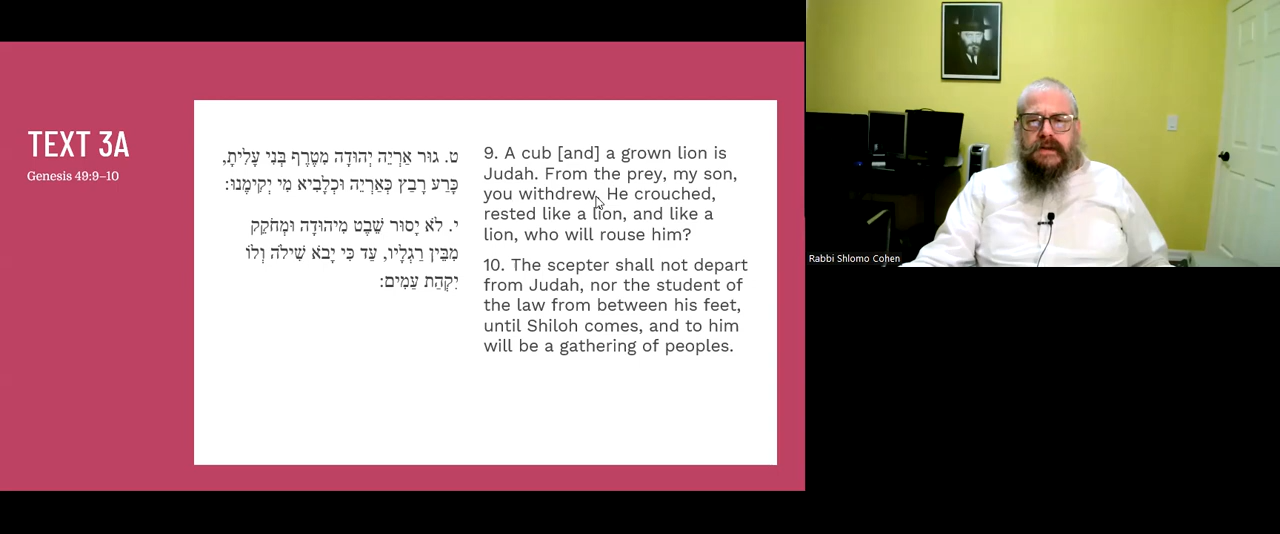 TEXT 3A
Genesis 49:9–10
ט. גּוּר אַרְיֵה יְהוּדָה מִטֶּרֶף בְּנִי עָלִיתָ,
כָּרַע רָבַץ כְּאַרְיֵה וּכְלָבִיא מִי יְקִימֶנּוּ:
י. לֹא יָסוּר שֵׁבֶט מִיהוּדָה וּמְחֹקֵק
מִבֵּין רַגְלָיו, עַד כִּי יָבֹא שִׁילֹה וְלוֹ
יִקְּהַת עַמִּים:
9. A cub [and] a grown lion is
Judah. From the prey, my son,
you withdrew. He crouched,
rested like a lion, and like a
lion, who will rouse him?
10. The scepter shall not depart
from Judah, nor the student of
the law from between his feet,
until Shiloh comes, and to him
will be a gathering of peoples.
Rabbi Shlomo Cohen